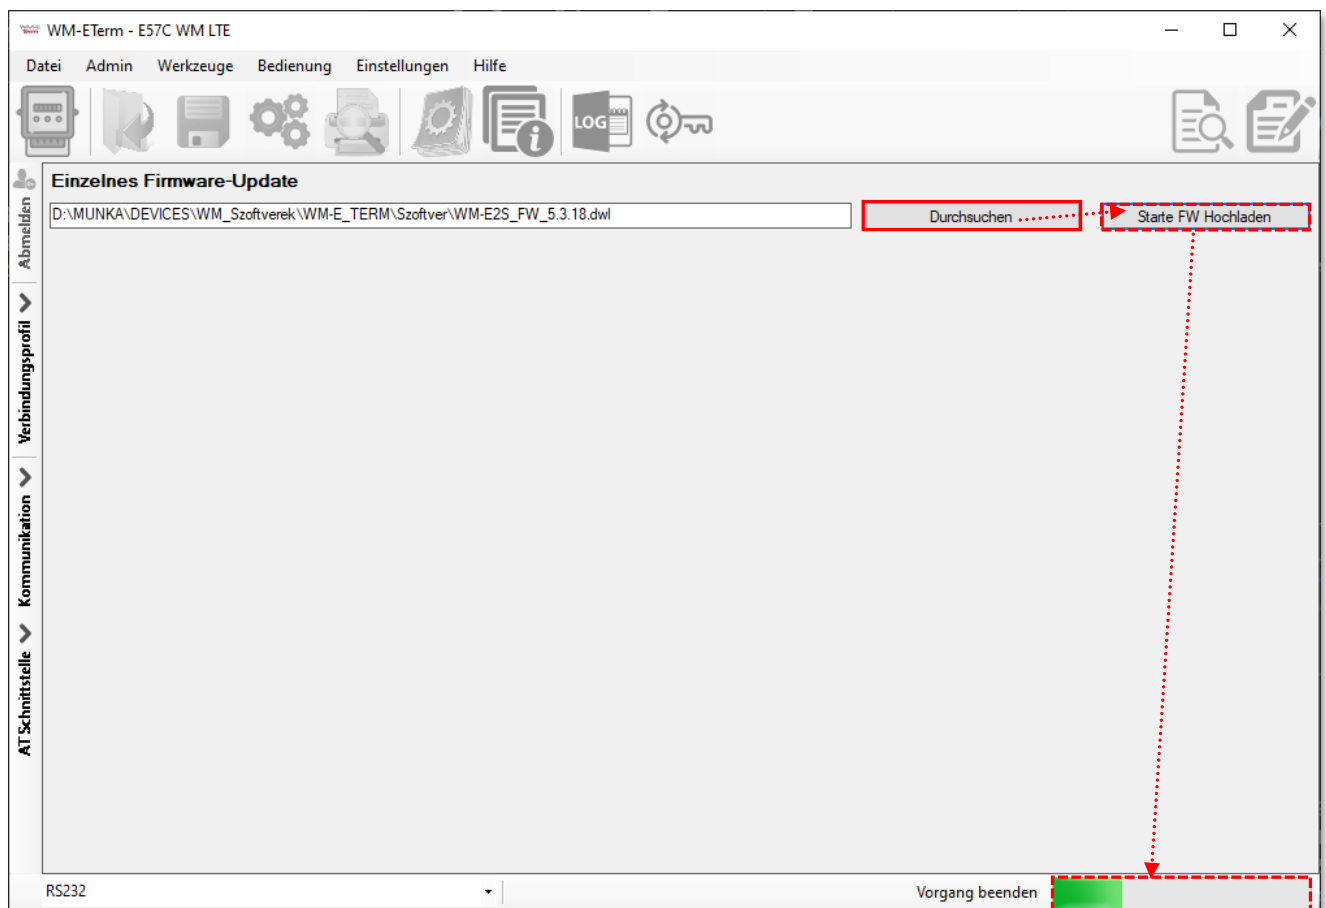 WM-ETerm - E57C WM LTE
Datei Admin Werkzeuge Bedienung Einstellungen Hilfe
LOG
Abmelden
Verbindungsprofil
Kommunikation
AT Schnittstelle
Einzelnes Firmware-Update
D:\MUNKA\DEVICES\WM_Szoftverek\WM-E_TERM\Szoftver\WM-E2S_FW_5.3.18.dwl
Durchsuchen
Starte FW Hochladen
RS232
Vorgang beenden